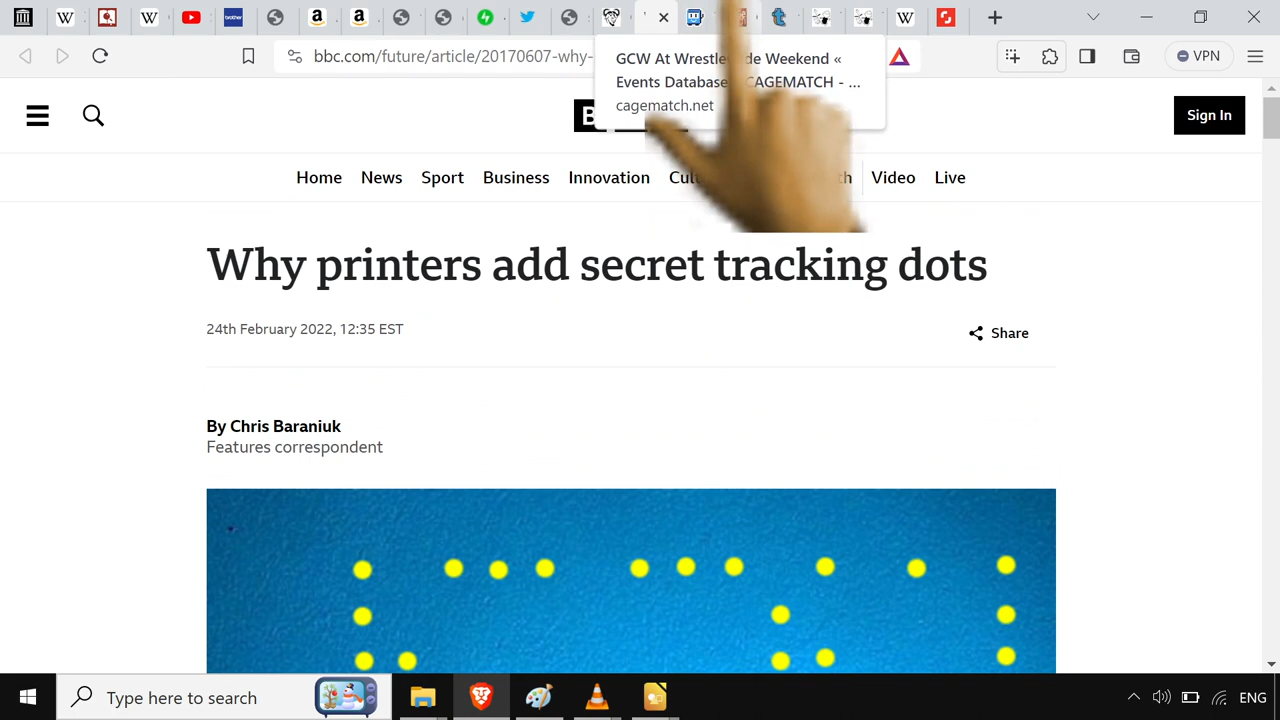 bbc.com/future/article/20170607-why-
VPN
GCW At Wrestle de Weekend «
Events Database CAGEMATCH - ...
cagematch.net
B
Sign In
Home News Sport Business Innovation Cul th Video Live
Why printers add secret tracking dots
24th February 2022, 12:35 EST
Share
By Chris Baraniuk
Features correspondent
Type here to search
ENG